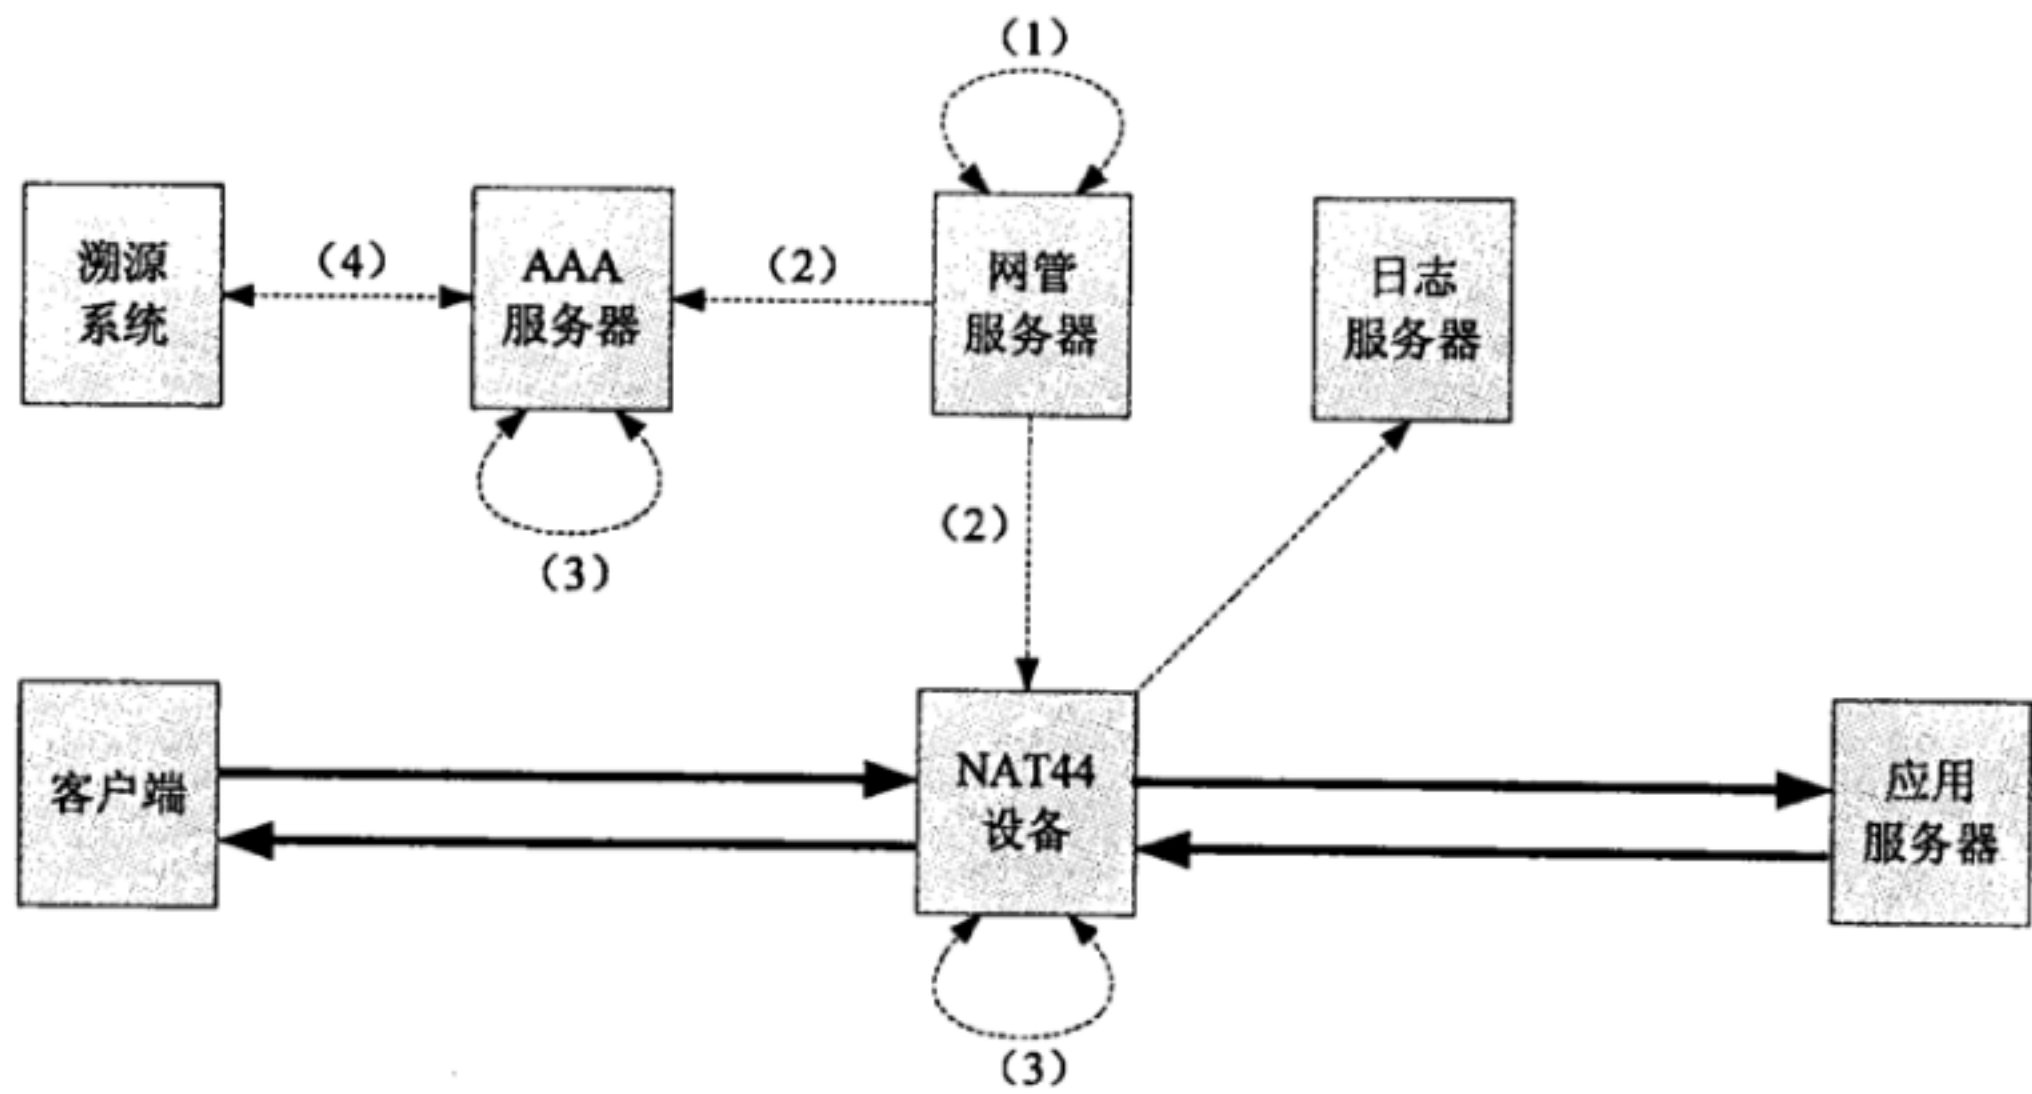 （1）
溯源
系统
（4）
AAA
服务器
（2）
网管
服务器
日志
服务器
（2）
（3）
客户端
NAT44
设备
应用
服务器
（3）